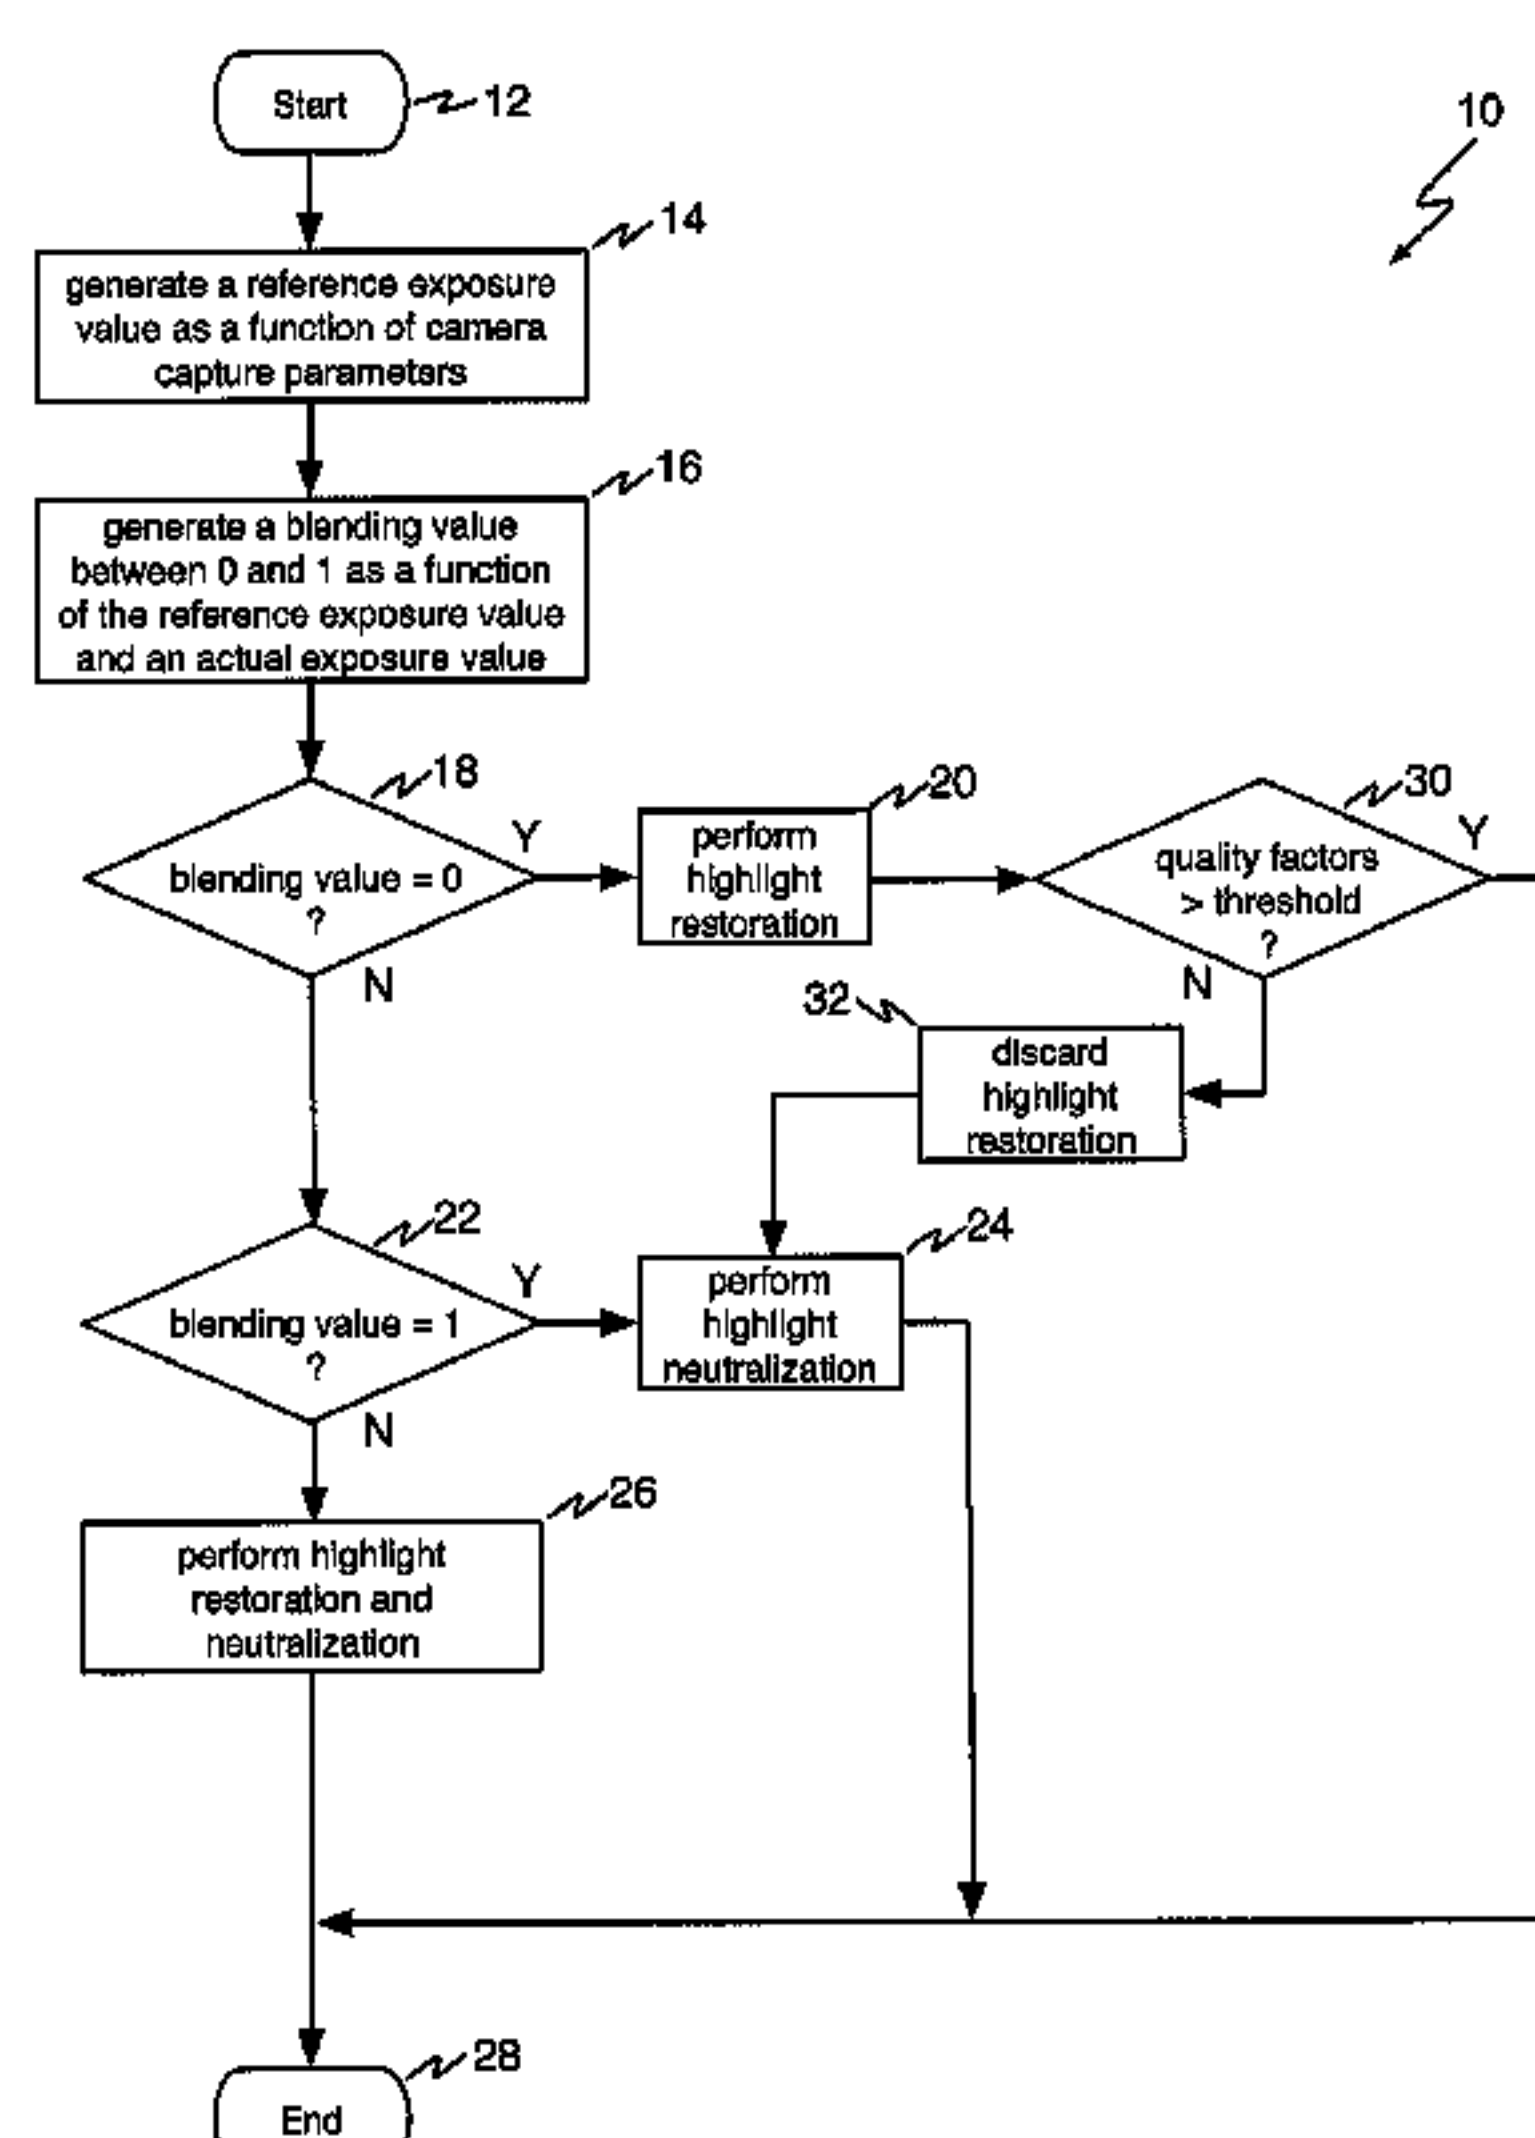 Start
12
10
14
generate a reference exposure
value as a function of camera
capture parameters
16
generate a blending value
between 0 and 1 as a function
of the reference exposure value
and an actual exposure value
18
blending value = 0
?
Y
N
20
perform
highlight
restoration
30
quality factors
> threshold
?
Y
N
32
discard
highlight
restoration
22
blending value = 1
?
Y
N
24
perform
highlight
neutralization
26
perform highlight
restoration and
neutralization
28
End